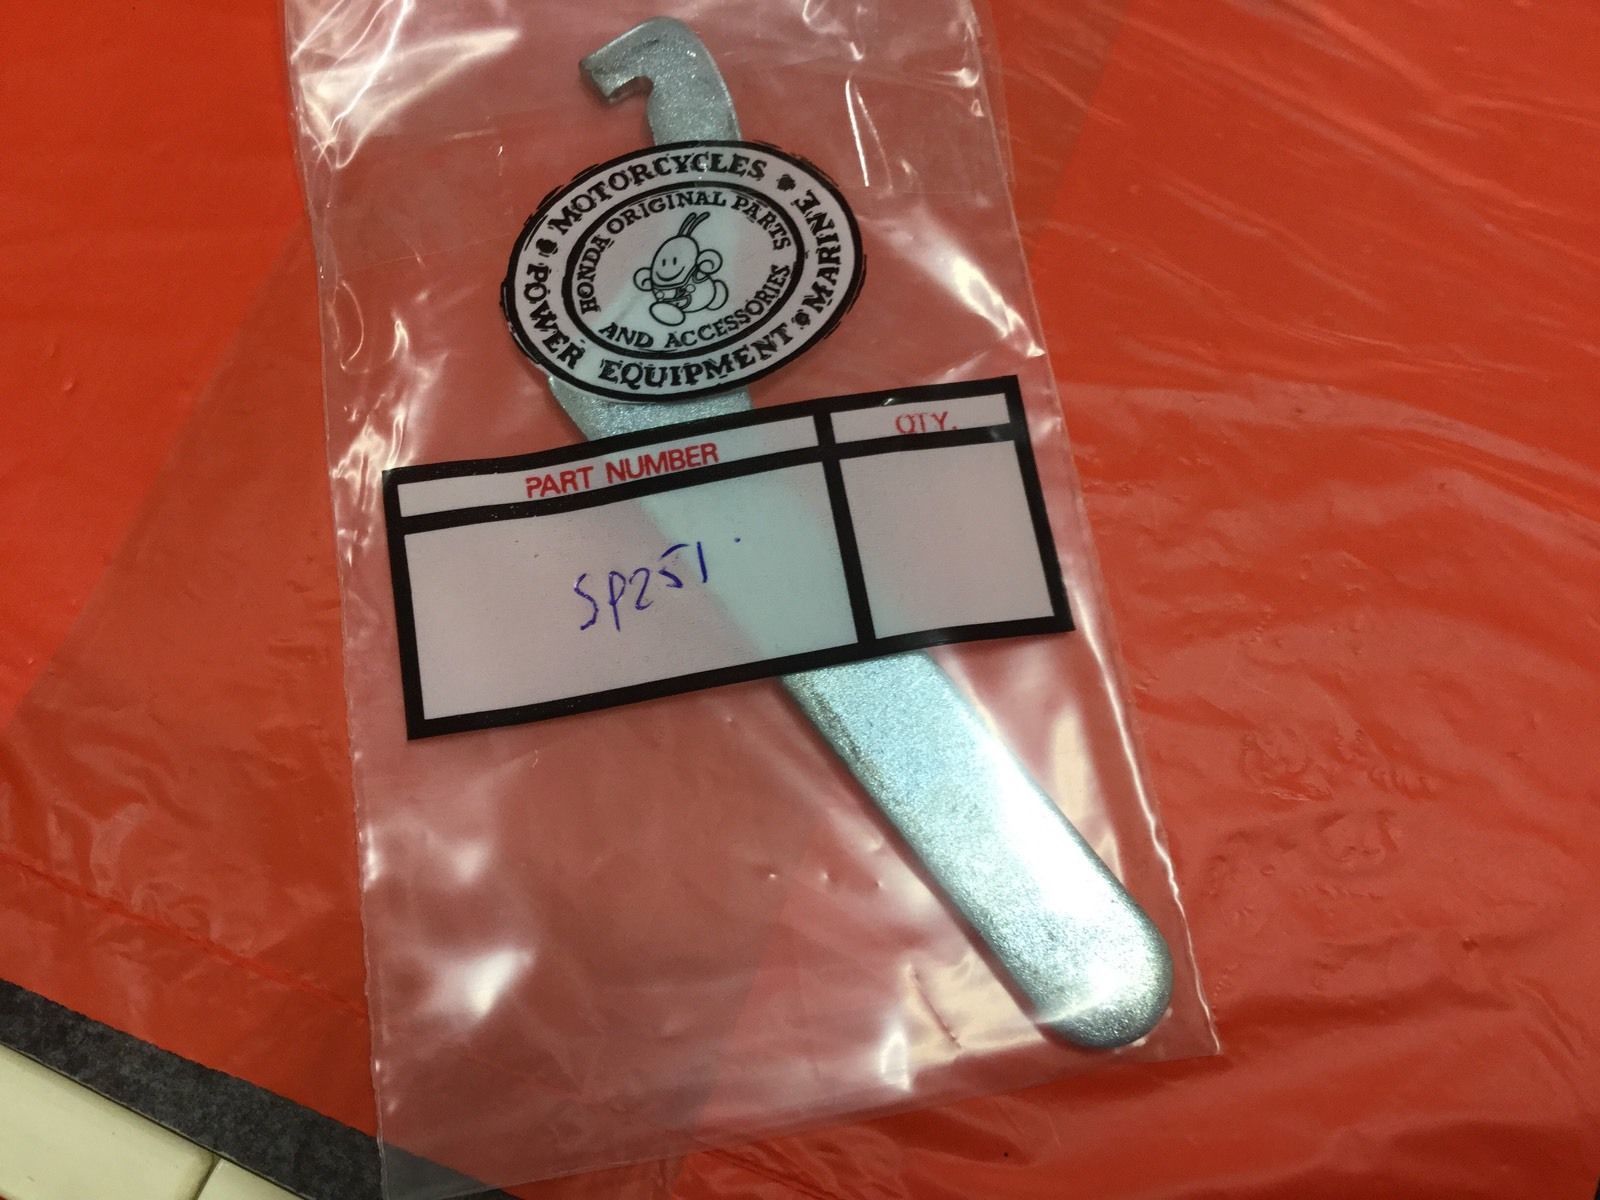 MOTORCYCLES • MARINE • POWER EQUIPMENT •
HONDA ORIGINAL PARTS
AND ACCESSORIES
PART NUMBER QTY.
SP251